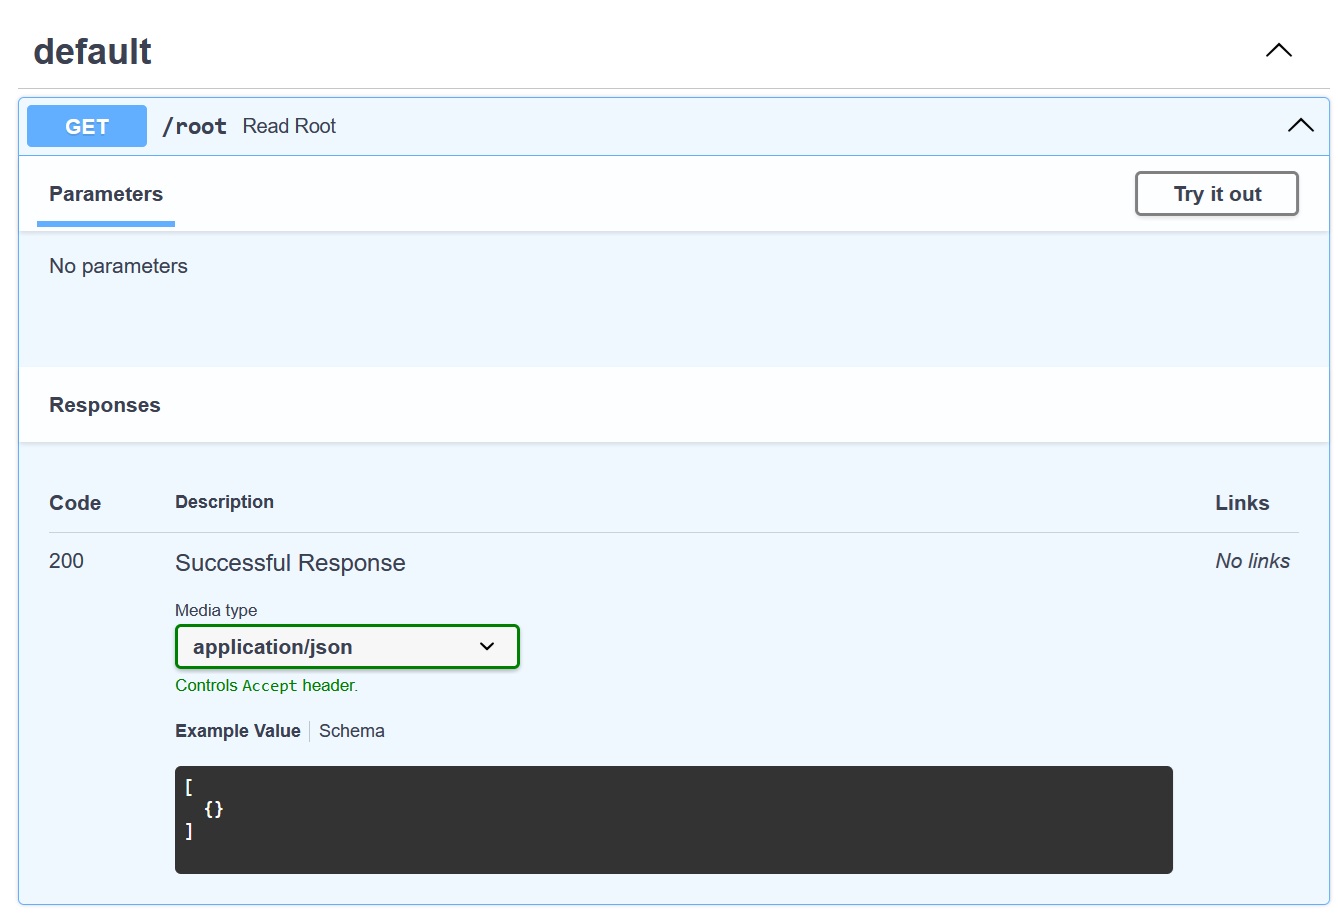 default
GET /root Read Root
Parameters Try it out
No parameters
Responses
Code Description Links
200 Successful Response No links
Media type
application/json
Controls Accept header.
Example Value Schema
[
  {}
]